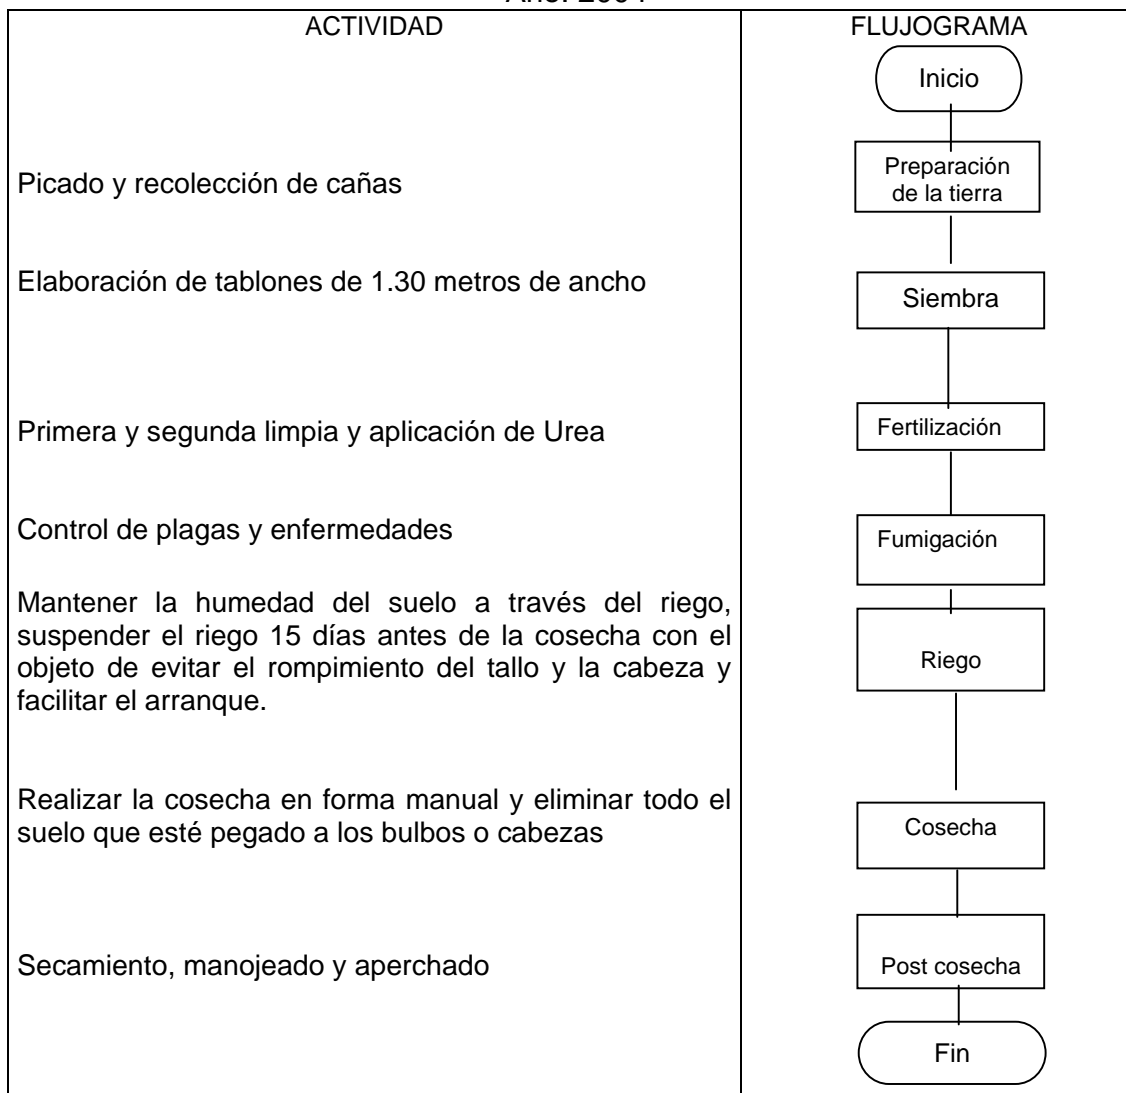 ACTIVIDAD
FLUJOGRAMA
Inicio
Picado y recolección de cañas
Preparación
de la tierra
Elaboración de tablones de 1.30 metros de ancho
Siembra
Primera y segunda limpia y aplicación de Urea
Fertilización
Control de plagas y enfermedades
Fumigación
Mantener la humedad del suelo a través del riego,
suspender el riego 15 días antes de la cosecha con el
objeto de evitar el rompimiento del tallo y la cabeza y
facilitar el arranque.
Riego
Realizar la cosecha en forma manual y eliminar todo el
suelo que esté pegado a los bulbos o cabezas
Cosecha
Secamiento, manojeado y aperchado
Post cosecha
Fin